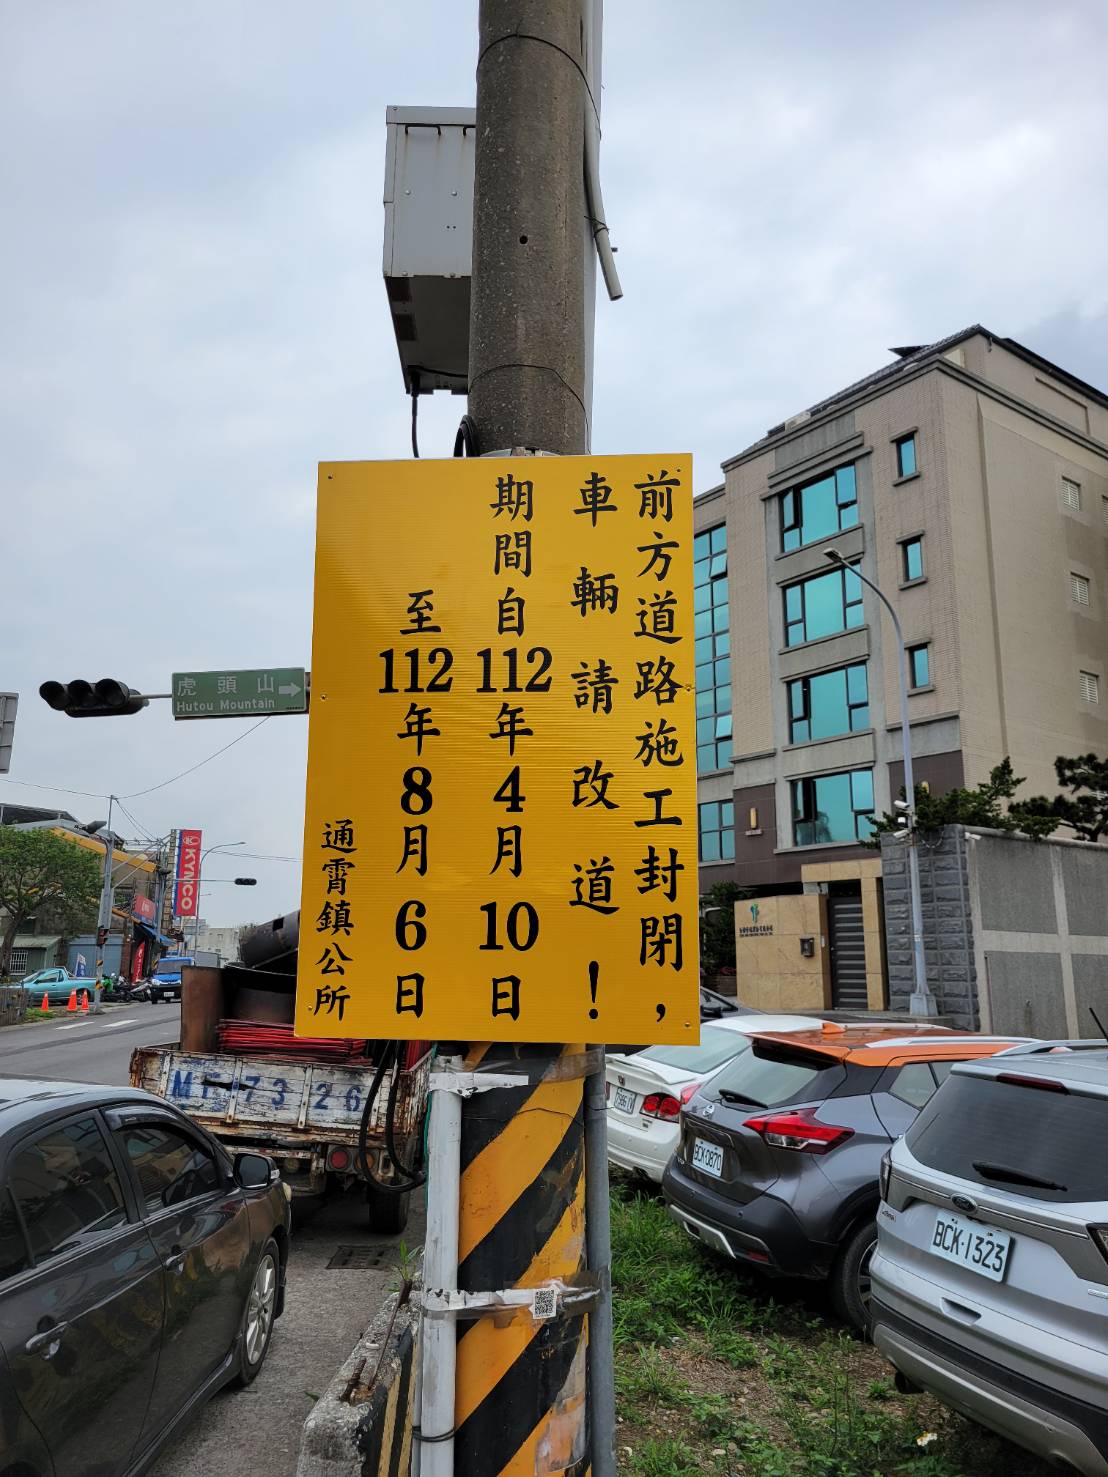 前方道路施工封閉，
車輛請改道！
期間自112年4月10日
至112年8月6日
通霄鎮公所
虎頭山
Hutou Mountain
KYMCO
BCK-0870
BCK-1323